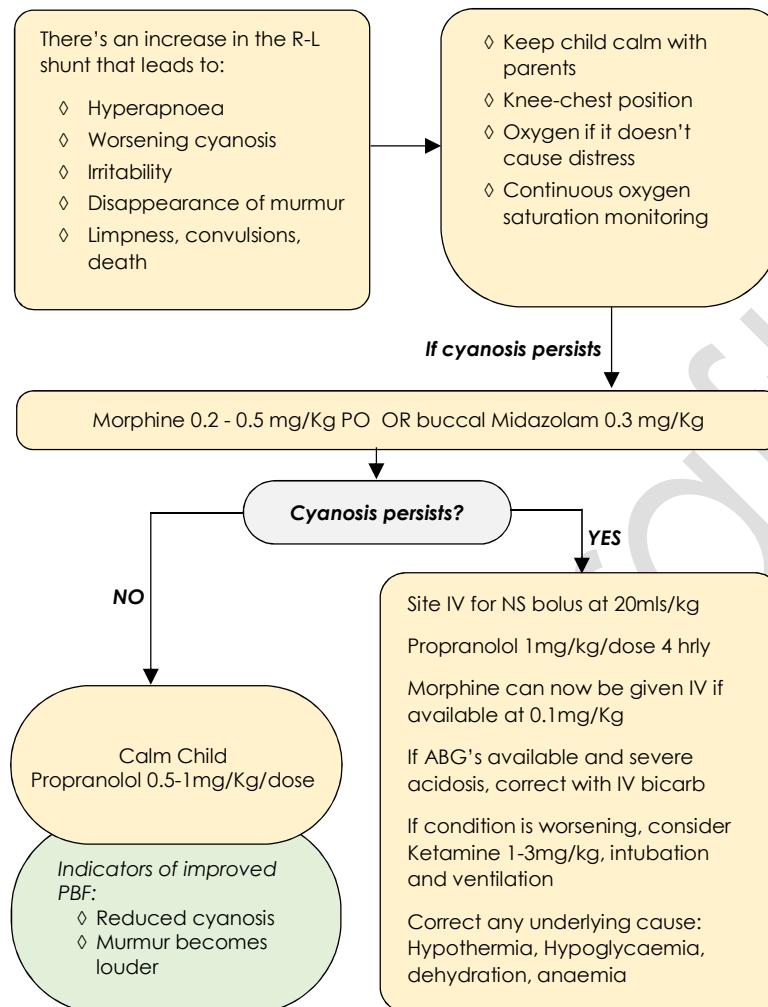 There's an increase in the R-L
shunt that leads to:
◊ Hyperapnoea
◊ Worsening cyanosis
◊ Irritability
◊ Disappearance of murmur
◊ Limpness, convulsions,
death
◊ Keep child calm with
parents
◊ Knee-chest position
◊ Oxygen if it doesn't
cause distress
◊ Continuous oxygen
saturation monitoring
If cyanosis persists
Morphine 0.2 - 0.5 mg/Kg PO OR buccal Midazolam 0.3 mg/Kg
Cyanosis persists?
NO
YES
Calm Child
Propranolol 0.5-1mg/Kg/dose
Indicators of improved
PBF:
◊ Reduced cyanosis
◊ Murmur becomes
louder
Site IV for NS bolus at 20mls/kg
Propranolol 1mg/kg/dose 4 hrly
Morphine can now be given IV if
available at 0.1mg/Kg
If ABG's available and severe
acidosis, correct with IV bicarb
If condition is worsening, consider
Ketamine 1-3mg/kg, intubation
and ventilation
Correct any underlying cause:
Hypothermia, Hypoglycaemia,
dehydration, anaemia